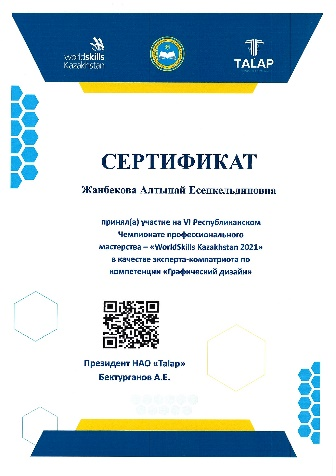 worldskills
Kazakhstan
TALAP
СЕРТИФИКАТ
Жанбекова Алтынай Есенкельдиновна
принял(а) участие на VI Республиканском
Чемпионате профессионального
мастерства – «WorldSkills Kazakhstan 2021»
в качестве эксперта-компатриота по
компетенции «Графический дизайн»
Президент НАО «Talap»
Бектурганов А.Е.